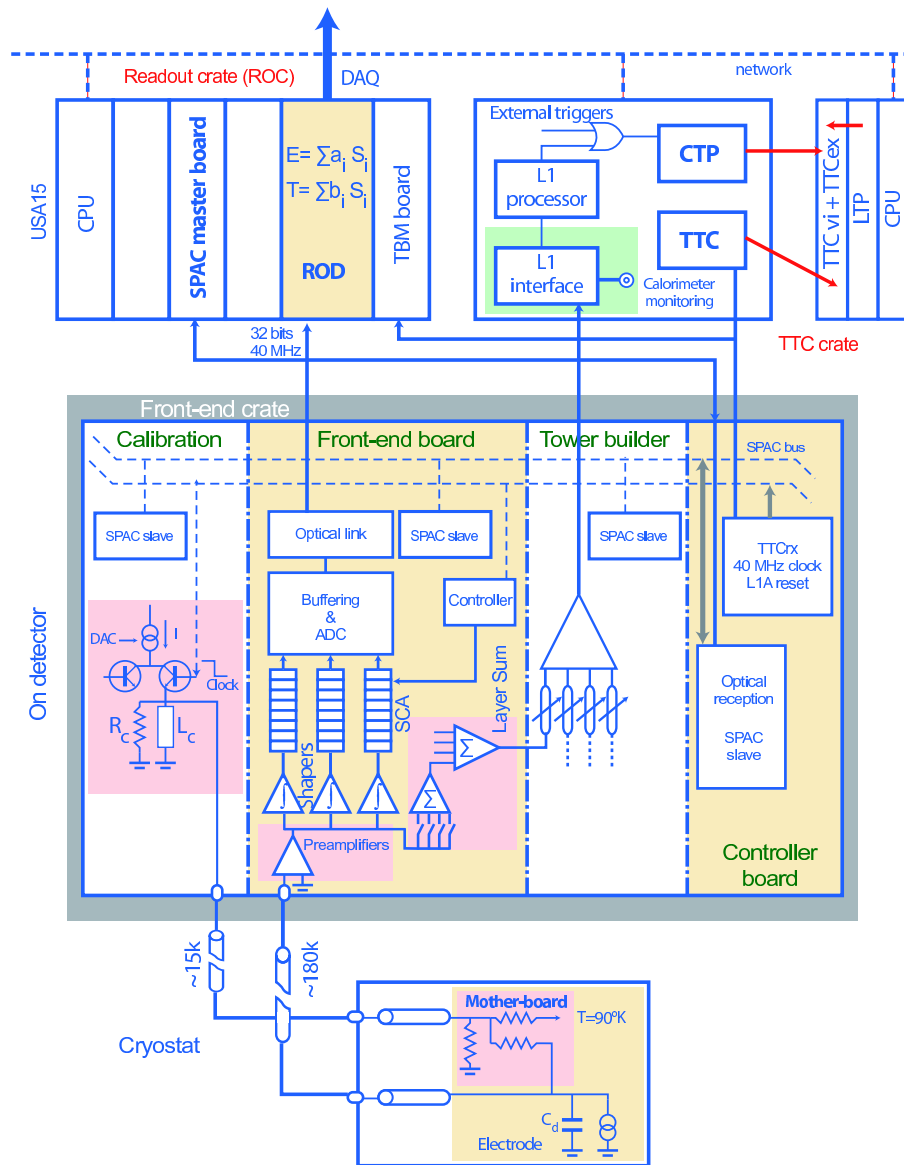 Readout crate (ROC)
DAQ
network
USA15
CPU
SPAC master board
E= ∑a_i S_i
T= ∑b_i S_i
ROD
TBM board
External triggers
CTP
L1
processor
TTC
L1
interface
Calorimeter
monitoring
TTC vi + TTCex
LTP
CPU
TTC crate
32 bits
40 MHz
Front-end crate
Calibration
Front-end board
Tower builder
SPAC bus
SPAC slave
Optical link
SPAC slave
SPAC slave
TTCrx
40 MHz clock
L1A reset
On detector
Buffering
&
ADC
Controller
DAC
I
Clock
R_c
L_c
Shapers
SCA
Layer Sum
∑
∑
∫
∫
∫
Optical
reception
SPAC
slave
Preamplifiers
Controller
board
~15k
~180k
Cryostat
Mother-board
T=90°K
C_d
Electrode